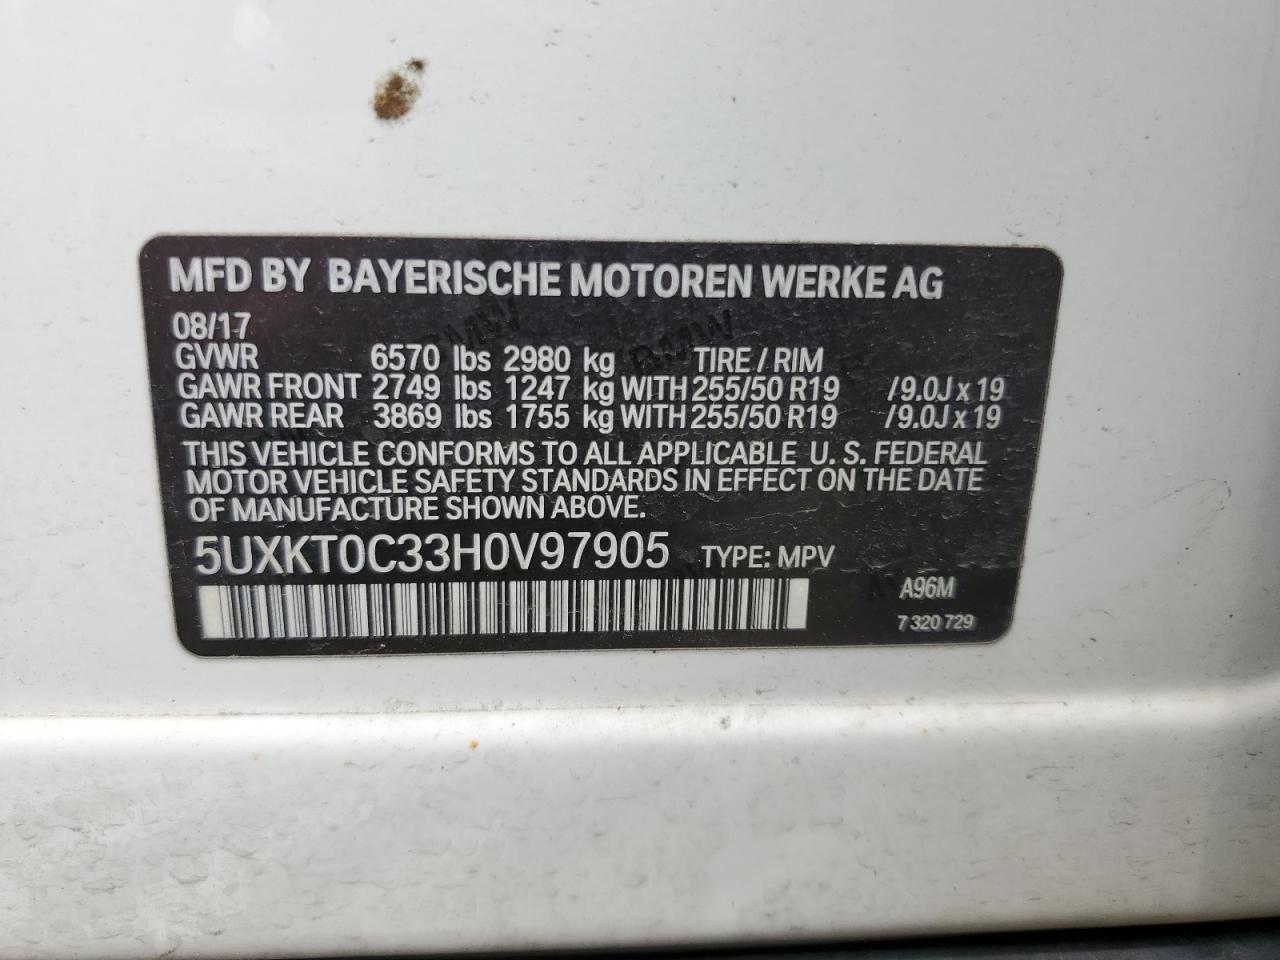 MFD BY BAYERISCHE MOTOREN WERKE AG
08/17
GVWR 6570 lbs 2980 kg TIRE / RIM
GAWR FRONT 2749 lbs 1247 kg WITH 255/50 R19 /9.0J x 19
GAWR REAR 3869 lbs 1755 kg WITH 255/50 R19 /9.0J x 19
THIS VEHICLE CONFORMS TO ALL APPLICABLE U. S. FEDERAL
MOTOR VEHICLE SAFETY STANDARDS IN EFFECT ON THE DATE
OF MANUFACTURE SHOWN ABOVE.
5UXKT0C33H0V97905 TYPE: MPV
A96M
7 320 729
BMW
BMW